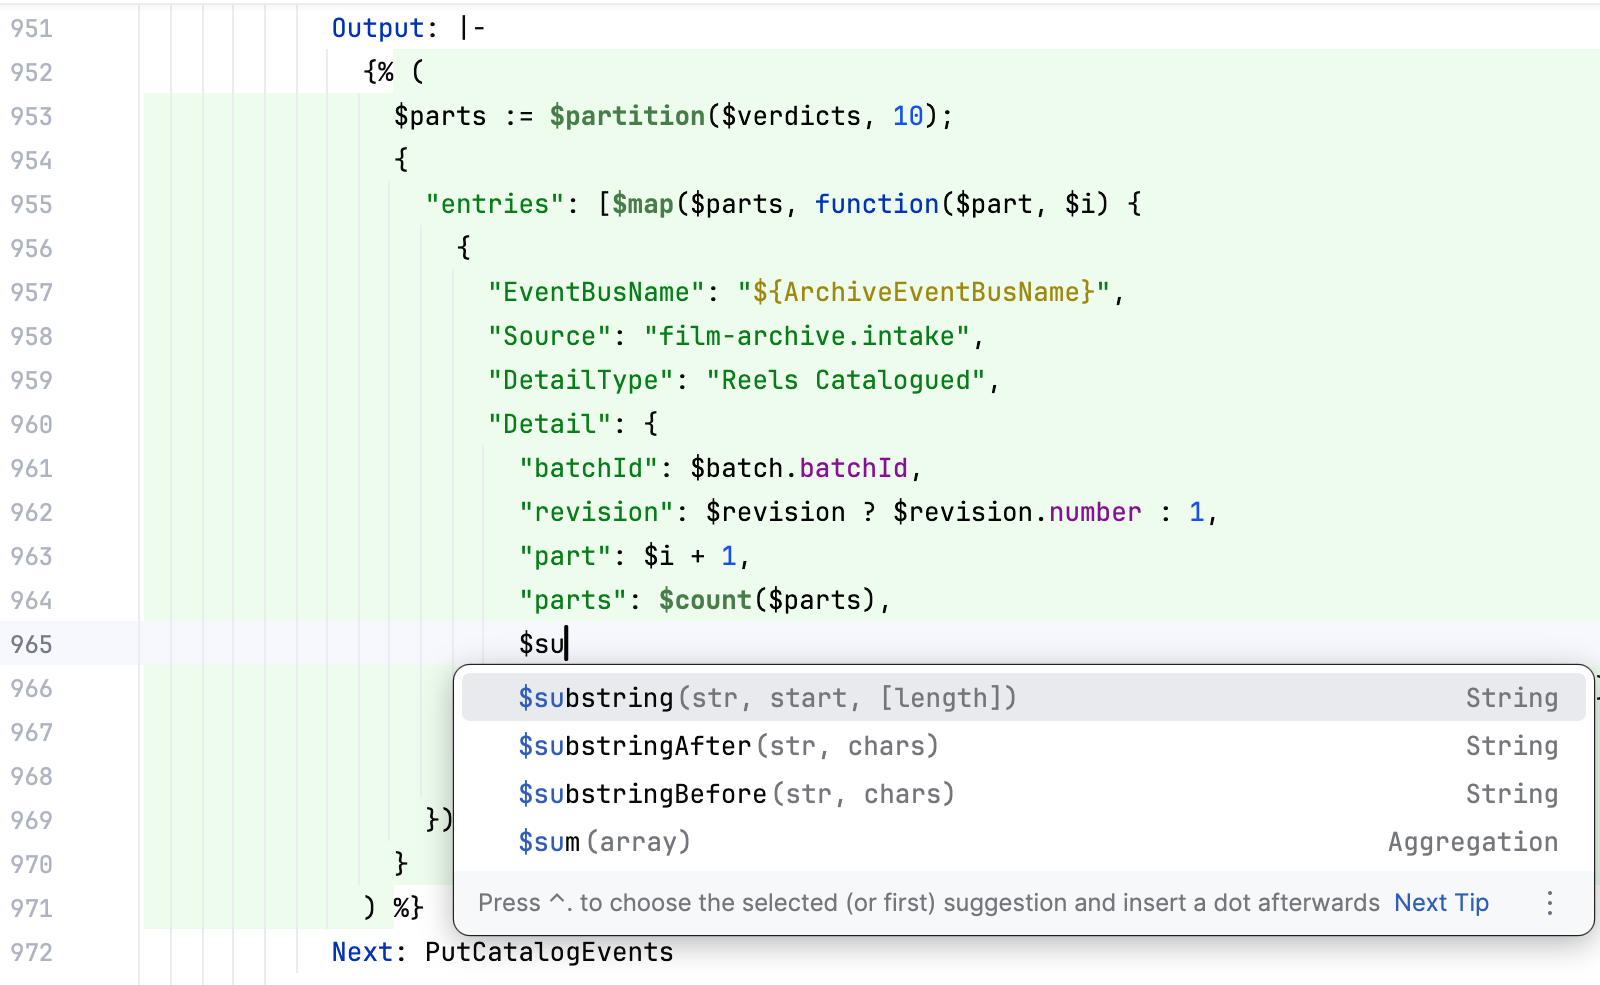 951 Output: |-
952 {% (
953 $parts := $partition($verdicts, 10);
954 {
955 "entries": [$map($parts, function($part, $i) {
956 {
957 "EventBusName": "${ArchiveEventBusName}",
958 "Source": "film-archive.intake",
959 "DetailType": "Reels Catalogued",
960 "Detail": {
961 "batchId": $batch.batchId,
962 "revision": $revision ? $revision.number : 1,
963 "part": $i + 1,
964 "parts": $count($parts),
965 $su
966
$substring(str, start, [length]) String
967
$substringAfter(str, chars) String
968
$substringBefore(str, chars) String
969 })
$sum(array) Aggregation
970 }
971 ) %}
Press ^. to choose the selected (or first) suggestion and insert a dot afterwards Next Tip
972 Next: PutCatalogEvents